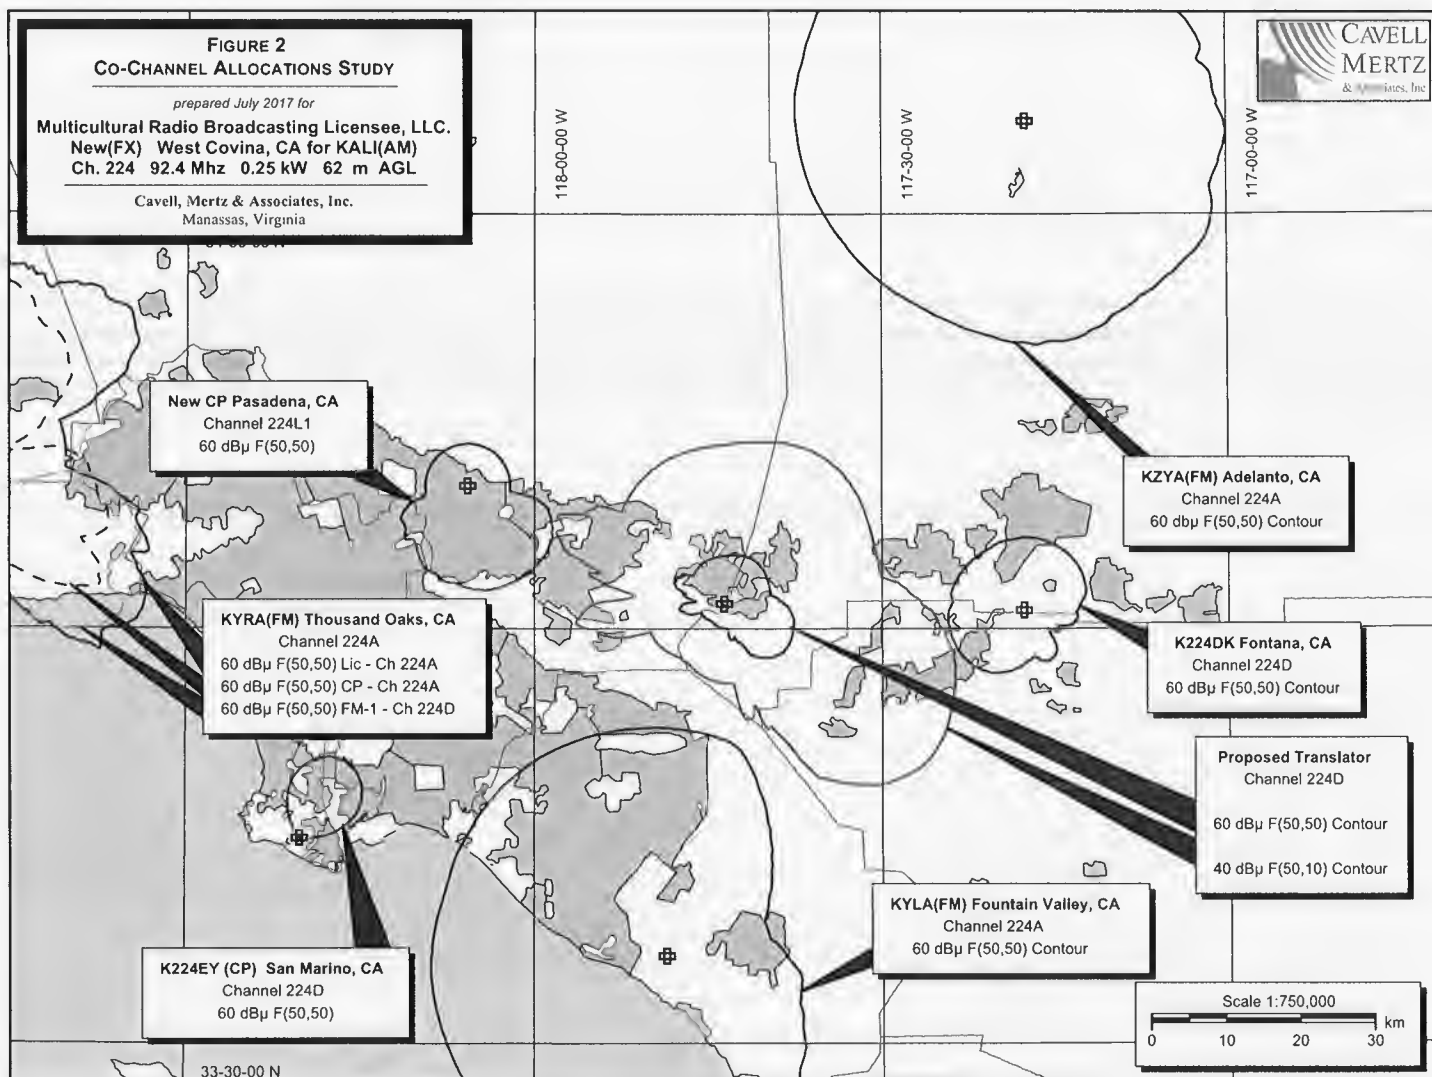 FIGURE 2
CO-CHANNEL ALLOCATIONS STUDY
prepared July 2017 for
Multicultural Radio Broadcasting Licensee, LLC.
New(FX) West Covina, CA for KALI(AM)
Ch. 224 92.4 Mhz 0.25 kW 62 m AGL
Cavell, Mertz & Associates, Inc.
Manassas, Virginia
CAVELL
MERTZ
& Associates, Inc
118-00-00 W
117-30-00 W
117-00-00 W
New CP Pasadena, CA
Channel 224L1
60 dBµ F(50,50)
KZYA(FM) Adelanto, CA
Channel 224A
60 dbµ F(50,50) Contour
KYRA(FM) Thousand Oaks, CA
Channel 224A
60 dBµ F(50,50) Lic - Ch 224A
60 dBµ F(50,50) CP - Ch 224A
60 dBµ F(50,50) FM-1 - Ch 224D
K224DK Fontana, CA
Channel 224D
60 dBµ F(50,50) Contour
Proposed Translator
Channel 224D
60 dBµ F(50,50) Contour
40 dBµ F(50,10) Contour
KYLA(FM) Fountain Valley, CA
Channel 224A
60 dBµ F(50,50) Contour
K224EY (CP) San Marino, CA
Channel 224D
60 dBµ F(50,50)
Scale 1:750,000
km
0 10 20 30
33-30-00 N